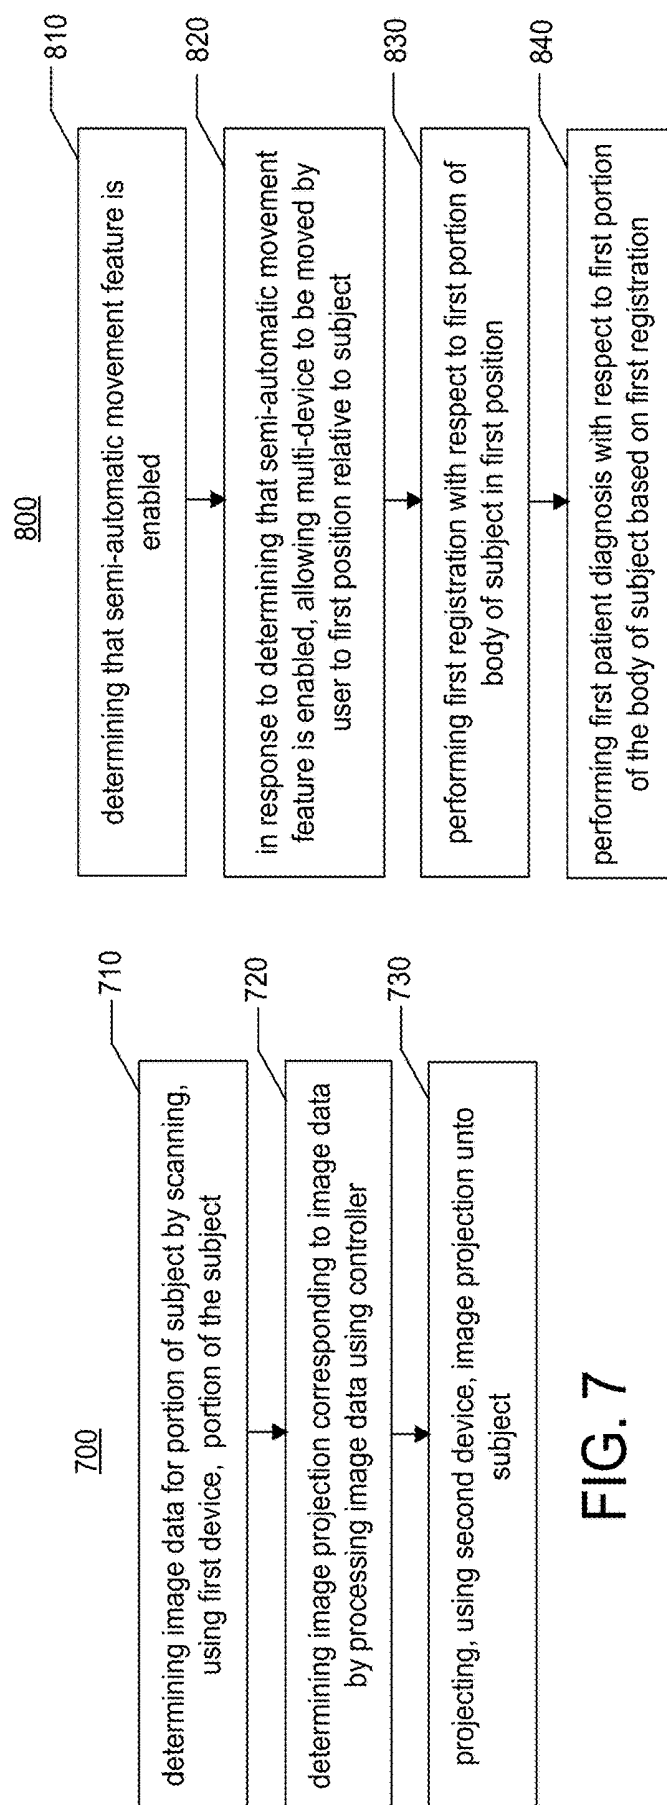 700
determining image data for portion of subject by scanning,
using first device, portion of the subject
710
determining image projection corresponding to image data
by processing image data using controller
720
projecting, using second device, image projection unto
subject
730
FIG. 7
800
determining that semi-automatic movement feature is
enabled
810
in response to determining that semi-automatic movement
feature is enabled, allowing multi-device to be moved by
user to first position relative to subject
820
performing first registration with respect to first portion of
body of subject in first position
830
performing first patient diagnosis with respect to first portion
of the body of subject based on first registration
840